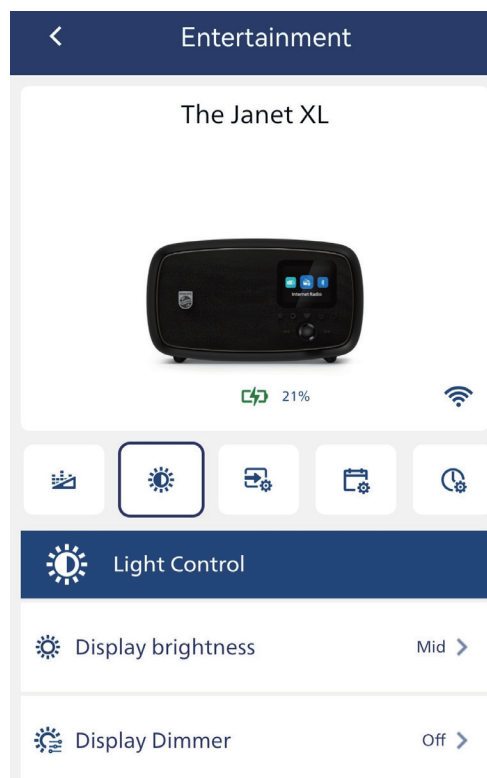 Entertainment
The Janet XL
Internet Radio
21%
Light Control
Display brightness
Mid
Display Dimmer
Off